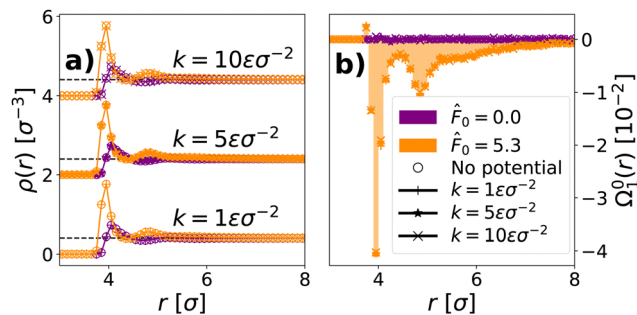 a)
6
4
2
0
ρ(r) [σ⁻³]
k = 10εσ⁻²
k = 5εσ⁻²
k = 1εσ⁻²
4
6
8
r [σ]
b)
F̂₀ = 0.0
F̂₀ = 5.3
No potential
k = 1εσ⁻²
k = 5εσ⁻²
k = 10εσ⁻²
0
−1
−2
−3
−4
Ω₁⁰(r) [10⁻²]
4
6
8
r [σ]